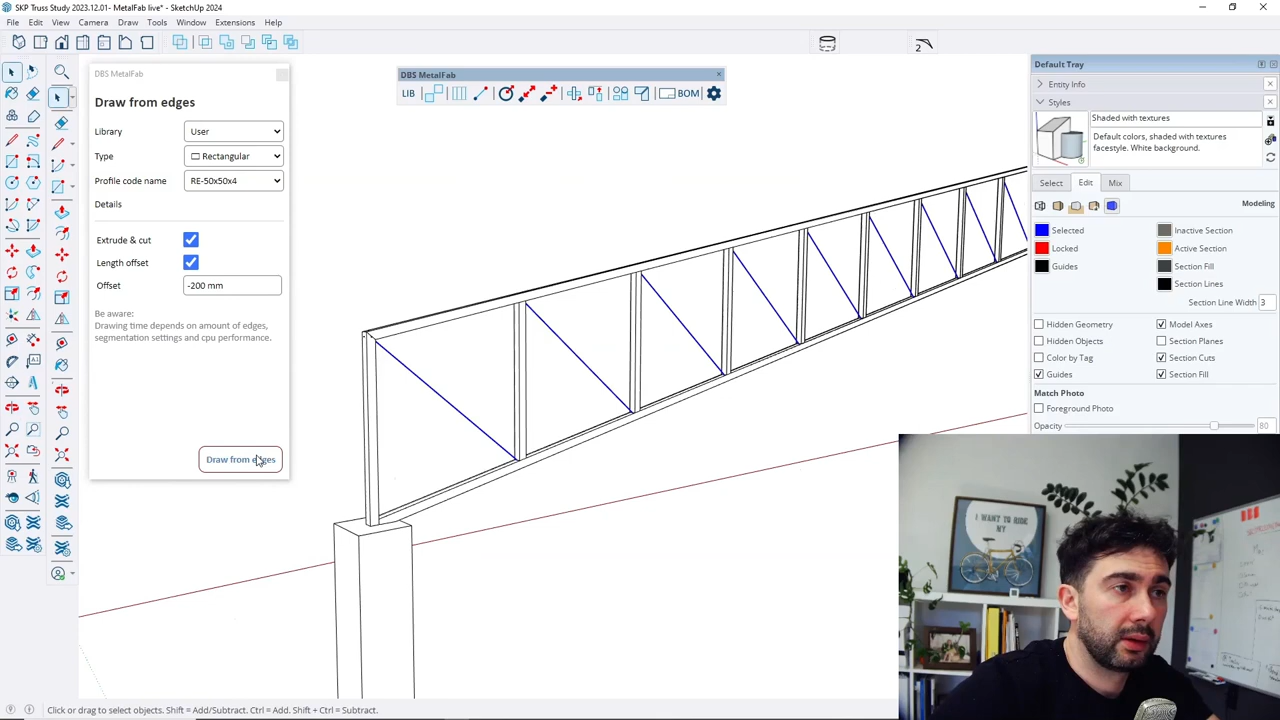 SKP Truss Study 2023.12.01- MetalFab live* - SketchUp 2024
File Edit View Camera Draw Tools Window Extensions Help
2
DBS MetalFab
DBS MetalFab
LIB
BOM
Draw from edges
Library
User
Type
Rectangular
Profile code name
RE-50x50x4
Details
Extrude & cut
Length offset
Offset
-200 mm
Be aware:
Drawing time depends on amount of edges,
segmentation settings and cpu performance.
Draw from edges
Default Tray
Entity Info
Styles
Shaded with textures
Default colors, shaded with textures
facestyle. White background.
Select Edit Mix
Modeling
Selected Inactive Section
Locked Active Section
Guides Section Fill
Section Lines
Section Line Width 3
Hidden Geometry Model Axes
Hidden Objects Section Planes
Color by Tag Section Cuts
Guides Section Fill
Match Photo
Foreground Photo
Opacity 80
I WANT TO RIDE
MY
Click or drag to select objects. Shift = Add/Subtract. Ctrl = Add. Shift + Ctrl = Subtract.